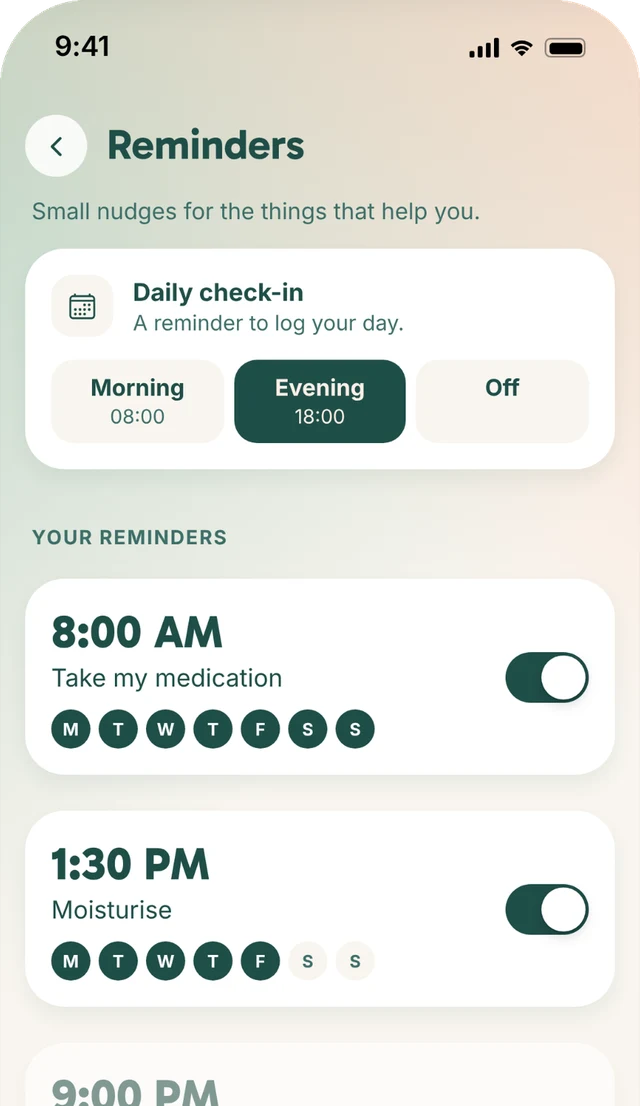 9:41
Reminders
Small nudges for the things that help you.
Daily check-in
A reminder to log your day.
Morning Evening Off
08:00 18:00
YOUR REMINDERS
8:00 AM
Take my medication
M T W T F S S
1:30 PM
Moisturise
M T W T F S S
9:00 PM